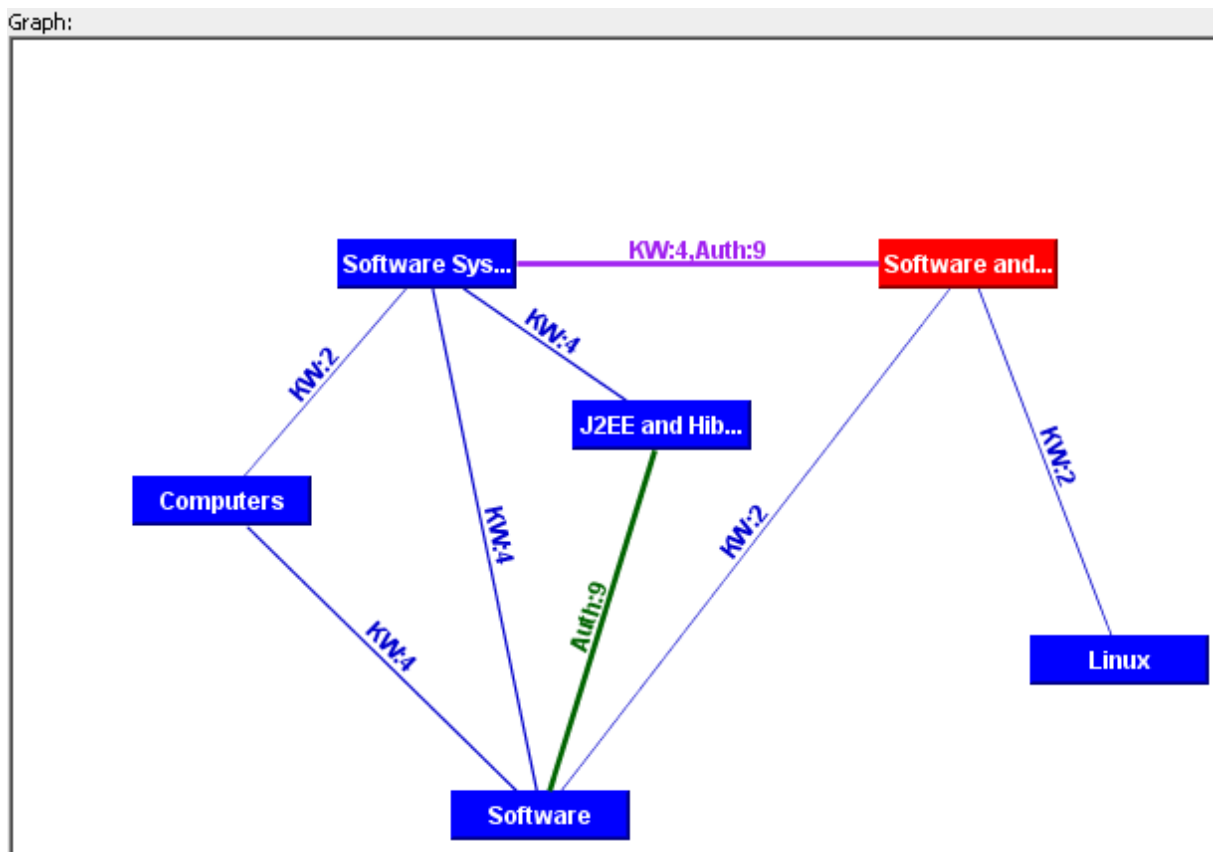 Graph:
KW:4,Auth:9
Software Sys...
Software and...
KW:4
KW:2
J2EE and Hib...
KW:2
Computers
KW:4
KW:2
Auth:9
KW:4
Linux
Software